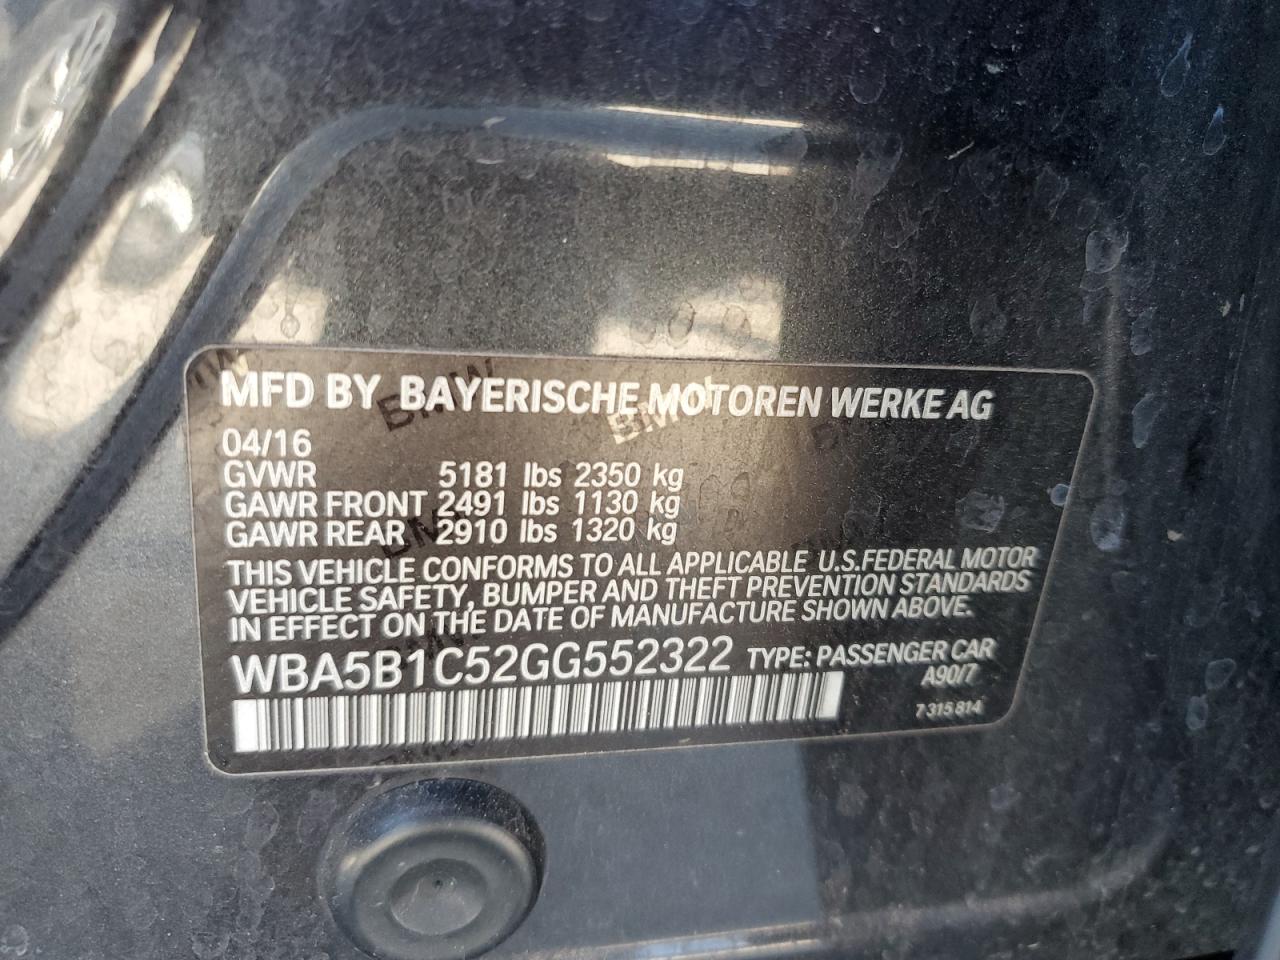 MFD BY BAYERISCHE MOTOREN WERKE AG
04/16
GVWR 5181 lbs 2350 kg
GAWR FRONT 2491 lbs 1130 kg
GAWR REAR 2910 lbs 1320 kg
THIS VEHICLE CONFORMS TO ALL APPLICABLE U.S.FEDERAL MOTOR
VEHICLE SAFETY, BUMPER AND THEFT PREVENTION STANDARDS
IN EFFECT ON THE DATE OF MANUFACTURE SHOWN ABOVE.
WBA5B1C52GG552322 TYPE: PASSENGER CAR
A90/7
7 315 814